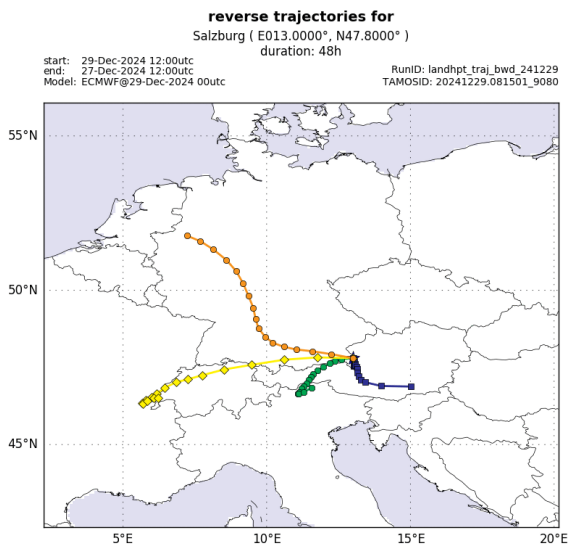 reverse trajectories for
Salzburg ( E013.0000°, N47.8000° )
duration: 48h
start: 29-Dec-2024 12:00utc
end: 27-Dec-2024 12:00utc
Model: ECMWF@29-Dec-2024 00utc
RunID: landhpt_traj_bwd_241229
TAMOSID: 20241229.081501_9080
55°N
50°N
45°N
5°E
10°E
15°E
20°E